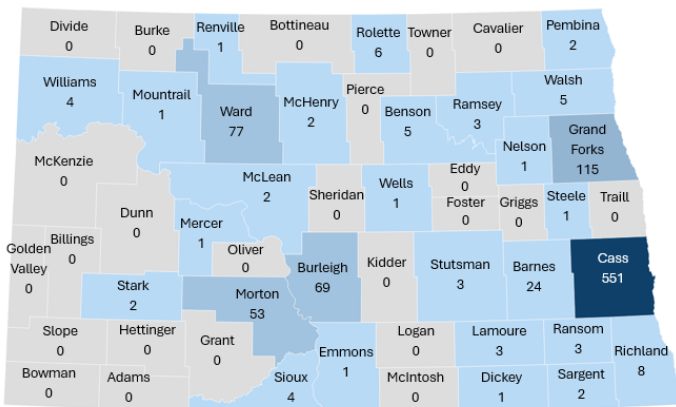 Divide
0
Burke
0
Renville
1
Bottineau
0
Rolette
6
Towner
0
Cavalier
0
Pembina
2
Williams
4
Mountrail
1
Ward
77
McHenry
2
Pierce
0
Benson
5
Ramsey
3
Walsh
5
Nelson
1
Grand
Forks
115
McKenzie
0
Dunn
0
McLean
2
Mercer
1
Oliver
0
Sheridan
0
Wells
1
Eddy
0
Foster
0
Griggs
0
Steele
1
Traill
0
Golden
Valley
0
Billings
0
Stark
2
Morton
53
Burleigh
69
Kidder
0
Stutsman
3
Barnes
24
Cass
551
Slope
0
Hettinger
0
Grant
0
Bowman
0
Adams
0
Sioux
4
Emmons
1
Logan
0
McIntosh
0
Lamoure
3
Dickey
1
Ransom
3
Sargent
2
Richland
8